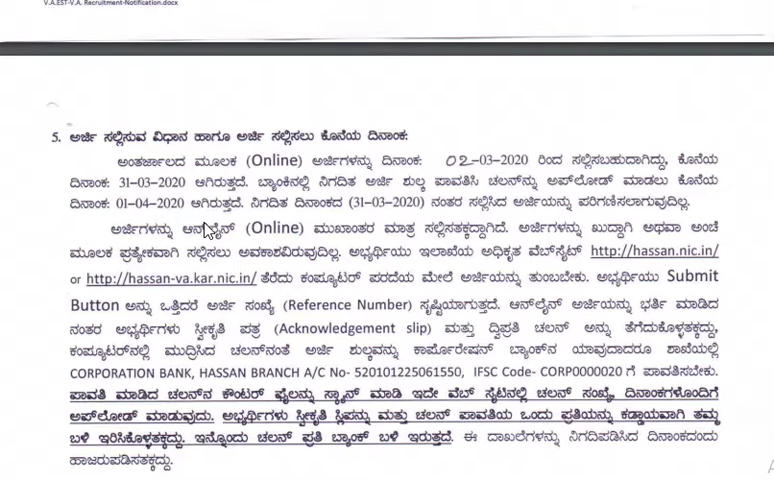 V.A.EST-V.A. Recruitment-Notification.docx
5. ಅರ್ಜಿ ಸಲ್ಲಿಸುವ ವಿಧಾನ ಹಾಗೂ ಅರ್ಜಿ ಸಲ್ಲಿಸಲು ಕೊನೆಯ ದಿನಾಂಕ:
ಅಂತರ್ಜಾಲದ ಮೂಲಕ (Online) ಅರ್ಜಿಗಳನ್ನು ದಿನಾಂಕ: 02-03-2020 ರಿಂದ ಸಲ್ಲಿಸಬಹುದಾಗಿದ್ದು, ಕೊನೆಯ
ದಿನಾಂಕ: 31-03-2020 ಆಗಿರುತ್ತದೆ. ಬ್ಯಾಂಕಿನಲ್ಲಿ ನಿಗದಿತ ಅರ್ಜಿ ಶುಲ್ಕ ಪಾವತಿಸಿ ಚಲನ್‌ನ್ನು ಅಪ್‌ಲೋಡ್ ಮಾಡಲು ಕೊನೆಯ
ದಿನಾಂಕ: 01-04-2020 ಆಗಿರುತ್ತದೆ. ನಿಗದಿತ ದಿನಾಂಕದ (31-03-2020) ನಂತರ ಸಲ್ಲಿಸಿದ ಅರ್ಜಿಯನ್ನು ಪರಿಗಣಿಸಲಾಗುವುದಿಲ್ಲ.
ಅರ್ಜಿಗಳನ್ನು ಆನ್‌ಲೈನ್ (Online) ಮುಖಾಂತರ ಮಾತ್ರ ಸಲ್ಲಿಸತಕ್ಕದ್ದಾಗಿದೆ. ಅರ್ಜಿಗಳನ್ನು ಖುದ್ದಾಗಿ ಅಥವಾ ಅಂಚೆ
ಮೂಲಕ ಪ್ರತ್ಯೇಕವಾಗಿ ಸಲ್ಲಿಸಲು ಅವಕಾಶವಿರುವುದಿಲ್ಲ. ಅಭ್ಯರ್ಥಿಯು ಇಲಾಖೆಯ ಅಧಿಕೃತ ವೆಬ್‌ಸೈಟ್ http://hassan.nic.in/
or http://hassan-va.kar.nic.in/ ತೆರೆದು ಕಂಪ್ಯೂಟರ್ ಪರದೆಯ ಮೇಲೆ ಅರ್ಜಿಯನ್ನು ತುಂಬಬೇಕು. ಅಭ್ಯರ್ಥಿಯು Submit
Button ಅನ್ನು ಒತ್ತಿದರೆ ಅರ್ಜಿ ಸಂಖ್ಯೆ (Reference Number) ಸೃಷ್ಟಿಯಾಗುತ್ತದೆ. ಆನ್‌ಲೈನ್ ಅರ್ಜಿಯನ್ನು ಭರ್ತಿ ಮಾಡಿದ
ನಂತರ ಅಭ್ಯರ್ಥಿಗಳು ಸ್ವೀಕೃತಿ ಪತ್ರ (Acknowledgement slip) ಮತ್ತು ದ್ವಿಪ್ರತಿ ಚಲನ್ ಅನ್ನು ತೆಗೆದುಕೊಳ್ಳತಕ್ಕದ್ದು,
ಕಂಪ್ಯೂಟರ್‌ನಲ್ಲಿ ಮುದ್ರಿಸಿದ ಚಲನ್‌ನಂತೆ ಅರ್ಜಿ ಶುಲ್ಕವನ್ನು ಕಾರ್ಪೊರೇಷನ್ ಬ್ಯಾಂಕ್‌ನ ಯಾವುದಾದರೂ ಶಾಖೆಯಲ್ಲಿ
CORPORATION BANK, HASSAN BRANCH A/C No- 520101225061550, IFSC Code- CORP0000020 ಗೆ ಪಾವತಿಸಬೇಕು.
ಪಾವತಿ ಮಾಡಿದ ಚಲನ್‌ನ ಕೌಂಟರ್ ಫೈಲನ್ನು ಸ್ಕ್ಯಾನ್ ಮಾಡಿ ಇದೇ ವೆಬ್ ಸೈಟಿನಲ್ಲಿ ಚಲನ್ ಸಂಖ್ಯೆ, ದಿನಾಂಕಗಳೊಂದಿಗೆ
ಅಪ್‌ಲೋಡ್ ಮಾಡುವುದು. ಅಭ್ಯರ್ಥಿಗಳು ಸ್ವೀಕೃತಿ ಸ್ಲಿಪನ್ನು ಮತ್ತು ಚಲನ್ ಪಾವತಿಯ ಒಂದು ಪ್ರತಿಯನ್ನು ಕಡ್ಡಾಯವಾಗಿ ತಮ್ಮ
ಬಳಿ ಇರಿಸಿಕೊಳ್ಳತಕ್ಕದ್ದು. ಇನ್ನೊಂದು ಚಲನ್ ಪ್ರತಿ ಬ್ಯಾಂಕ್ ಬಳಿ ಇರುತ್ತದೆ. ಈ ದಾಖಲೆಗಳನ್ನು ನಿಗದಿಪಡಿಸಿದ ದಿನಾಂಕದಂದು
ಹಾಜರುಪಡಿಸತಕ್ಕದ್ದು.